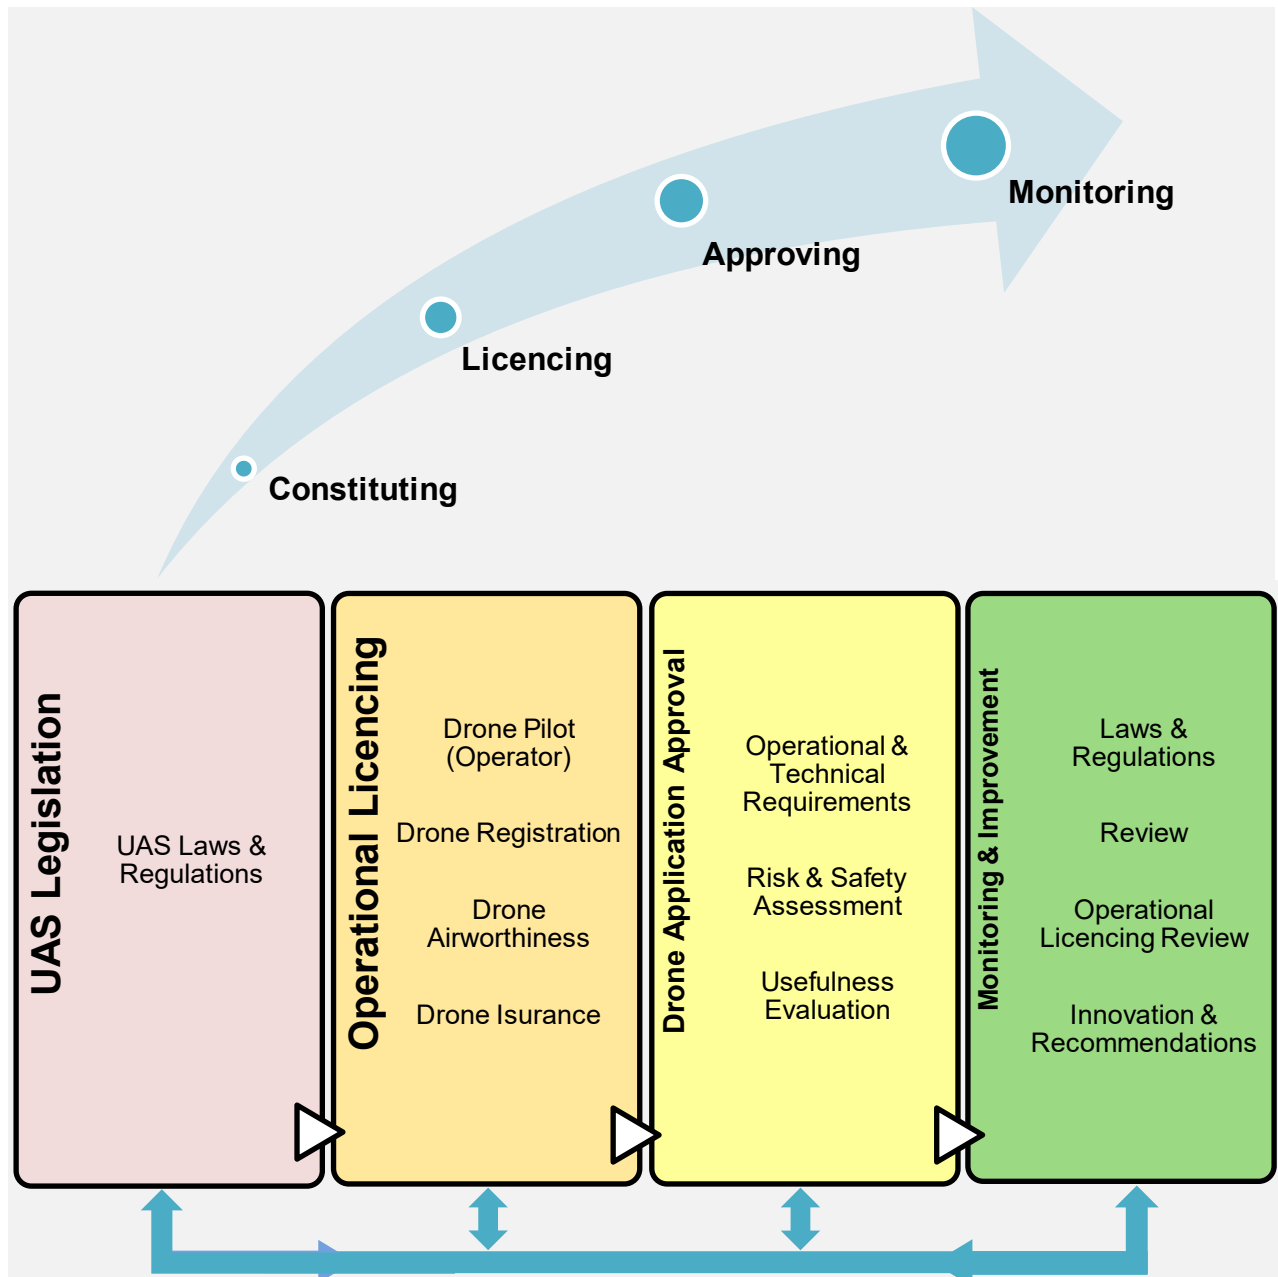 Monitoring
Approving
Licencing
Constituting
UAS Legislation
UAS Laws &
Regulations
Operational Licencing
Drone Pilot
(Operator)
Drone Registration
Drone
Airworthiness
Drone Isurance
Drone Application Approval
Operational &
Technical
Requirements
Risk & Safety
Assessment
Usefulness
Evaluation
Monitoring & Improvement
Laws &
Regulations
Review
Operational
Licencing Review
Innovation &
Recommendations